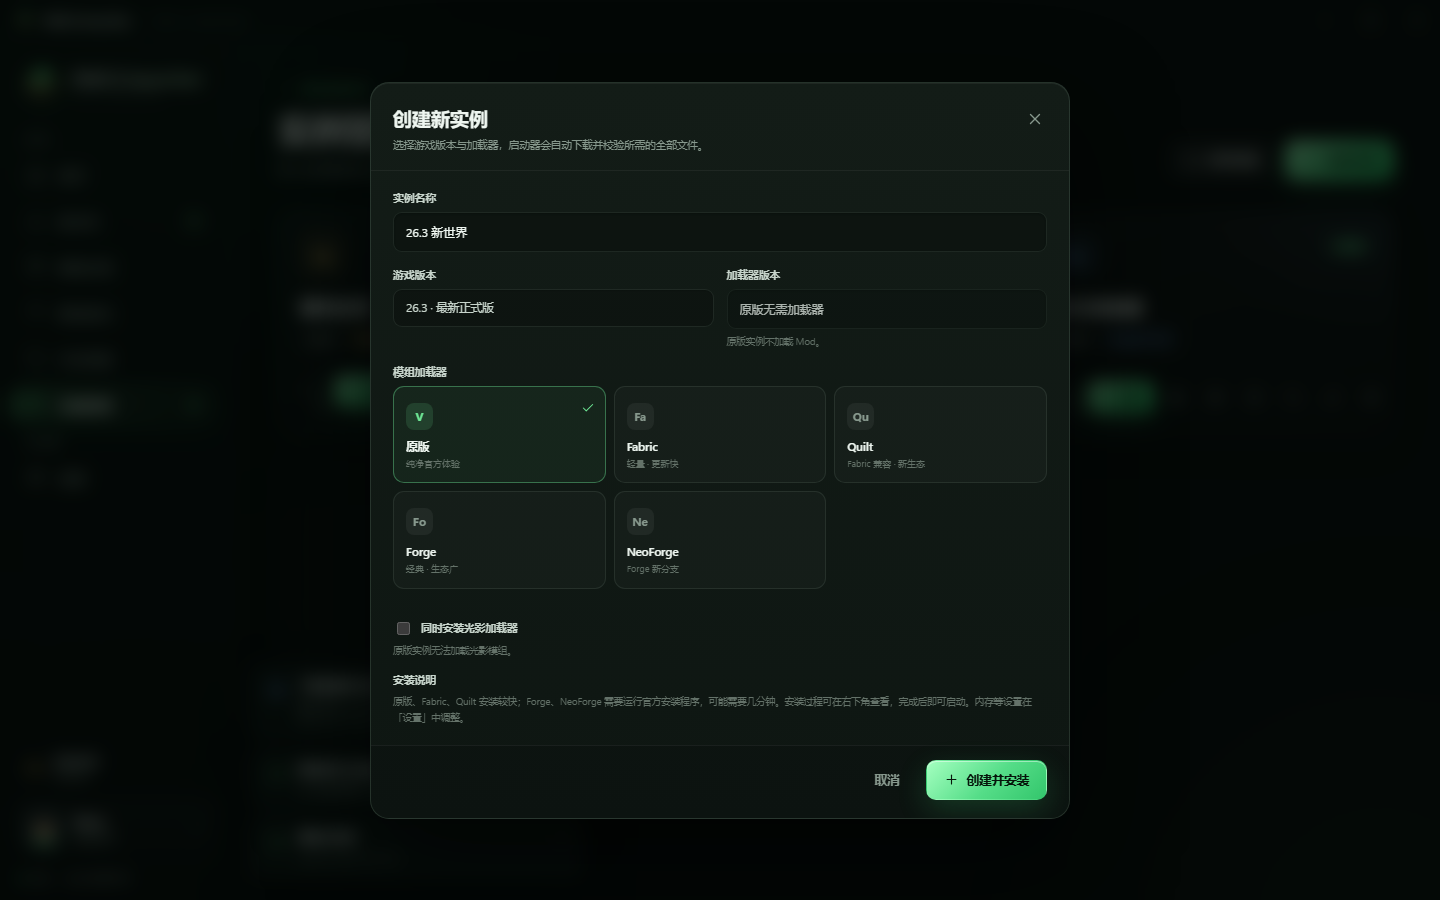 创建新实例
选择游戏版本与加载器，启动器会自动下载并校验所需的全部文件。
实例名称
26.3 新世界
游戏版本
加载器版本
26.3 · 最新正式版
原版无需加载器
原版实例不加载 Mod。
模组加载器
V
原版
纯净官方体验
Fa
Fabric
轻量 · 更新快
Qu
Quilt
Fabric 兼容 · 新生态
Fo
Forge
经典 · 生态广
Ne
NeoForge
Forge 新分支
同时安装光影加载器
原版实例无法加载光影模组。
安装说明
原版、Fabric、Quilt 安装较快；Forge、NeoForge 需要运行官方安装程序，可能需要几分钟。安装过程可在右下角查看，完成后即可启动。内存等设置在
「设置」中调整。
取消
创建并安装